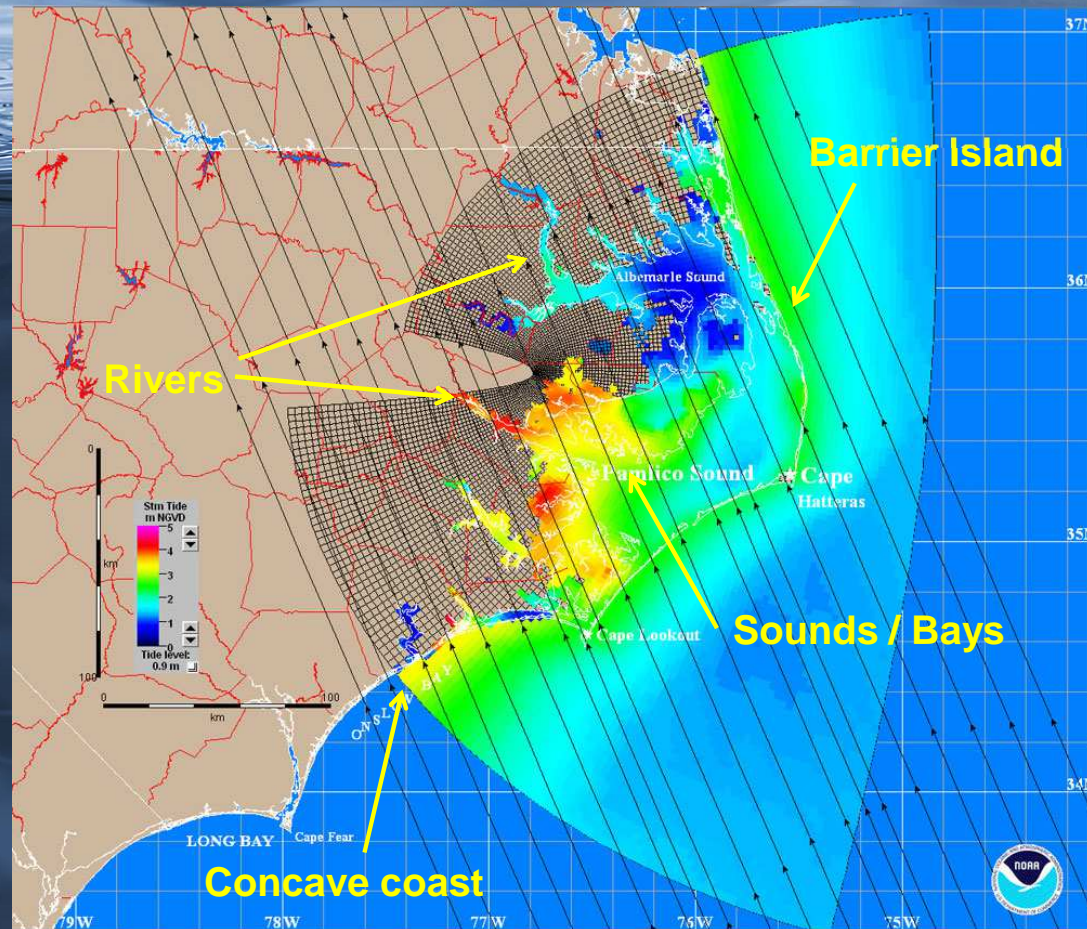 37N
Barrier Island
Albemarle Sound
36N
Rivers
Pamlico Sound
Cape
Hatteras
0
Stm Tide
m NGVD
5
4
3
2
1
0
Tide level:
0.9 m
km
100
35N
Cape Lookout
Sounds / Bays
0
100
km
ONSLOW BAY
34N
LONG BAY
Cape Fear
Concave coast
NOAA
79W
78W
77W
76W
75W